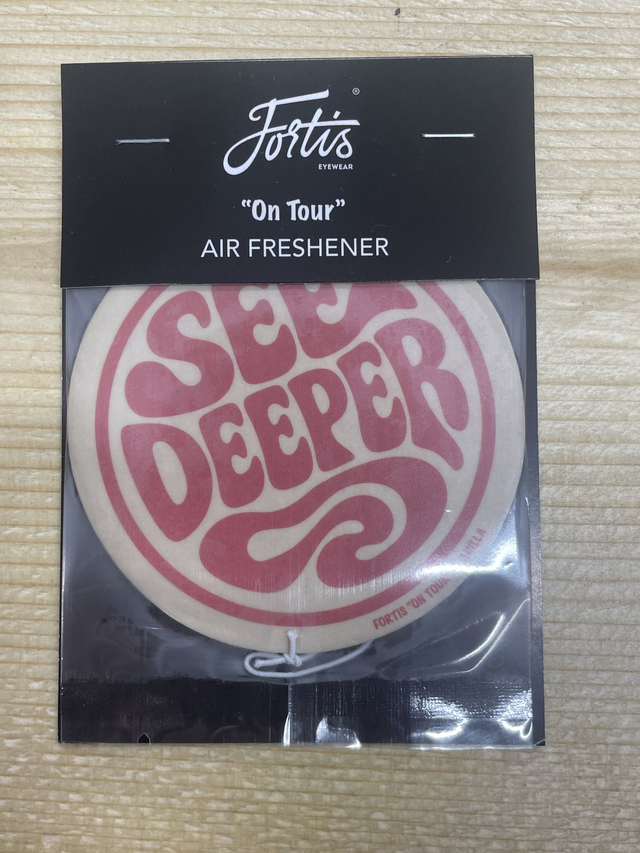 Fortis®
EYEWEAR
“On Tour”
AIR FRESHENER
SEE
DEEPER
FORTIS "ON TOUR